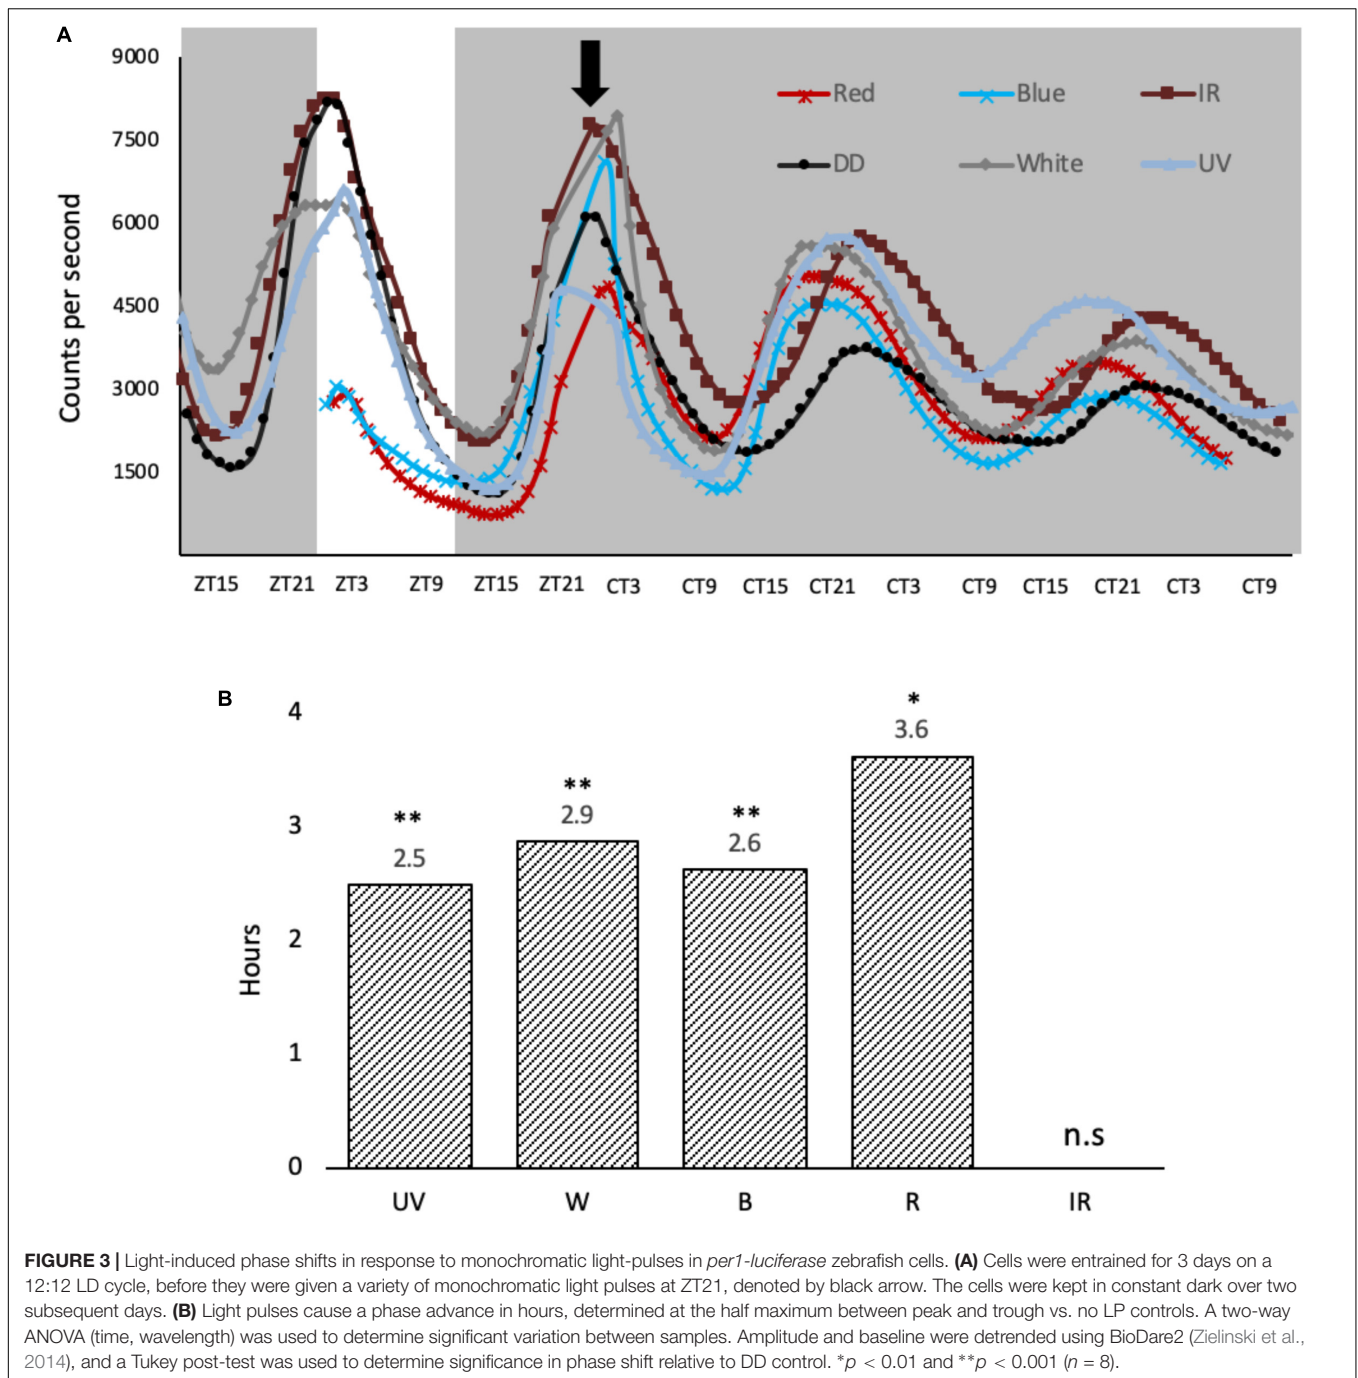 A
9000
7500
6000
4500
3000
1500
Counts per second
Red Blue IR
DD White UV
ZT15 ZT21 ZT3 ZT9 ZT15 ZT21 CT3 CT9 CT15 CT21 CT3 CT9 CT15 CT21 CT3 CT9
B
4
3
2
1
0
Hours
**
2.5
**
2.9
**
2.6
*
3.6
n.s
UV W B R IR
FIGURE 3 | Light-induced phase shifts in response to monochromatic light-pulses in per1-luciferase zebrafish cells. (A) Cells were entrained for 3 days on a
12:12 LD cycle, before they were given a variety of monochromatic light pulses at ZT21, denoted by black arrow. The cells were kept in constant dark over two
subsequent days. (B) Light pulses cause a phase advance in hours, determined at the half maximum between peak and trough vs. no LP controls. A two-way
ANOVA (time, wavelength) was used to determine significant variation between samples. Amplitude and baseline were detrended using BioDare2 (Zielinski et al.,
2014), and a Tukey post-test was used to determine significance in phase shift relative to DD control. *p < 0.01 and **p < 0.001 (n = 8).